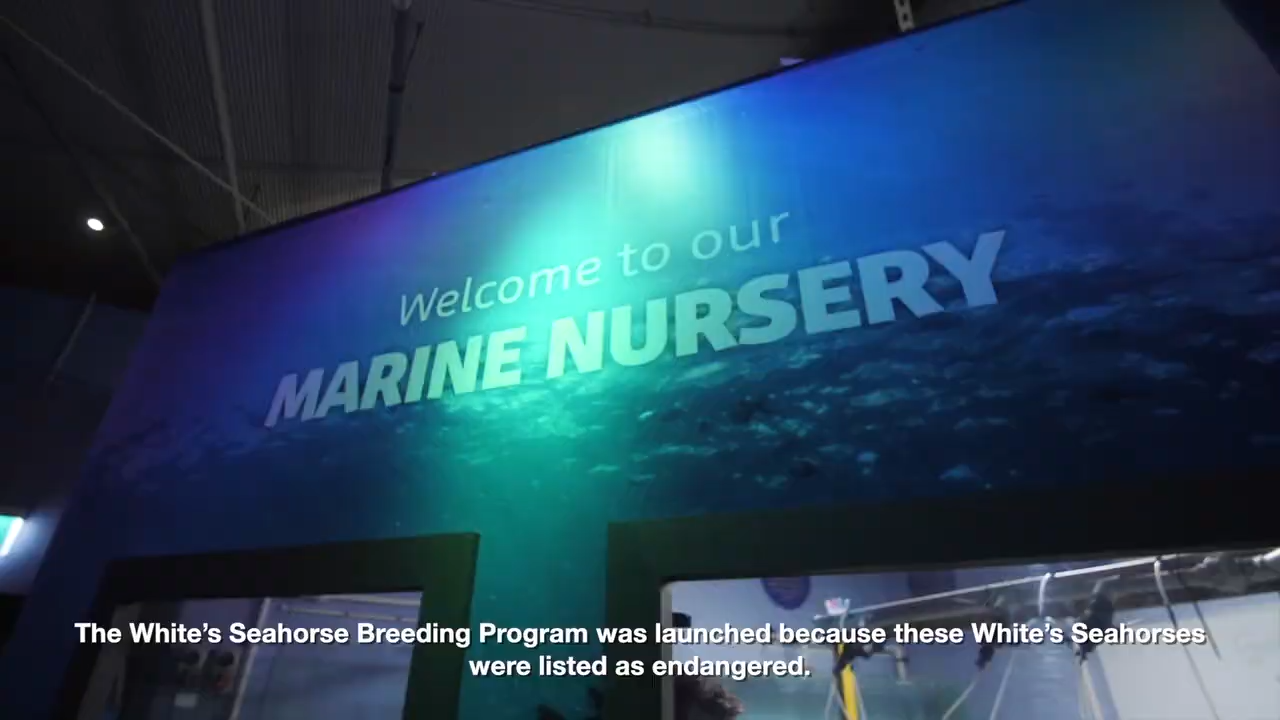 Welcome to our
MARINE NURSERY
The White's Seahorse Breeding Program was launched because these White's Seahorses
were listed as endangered.